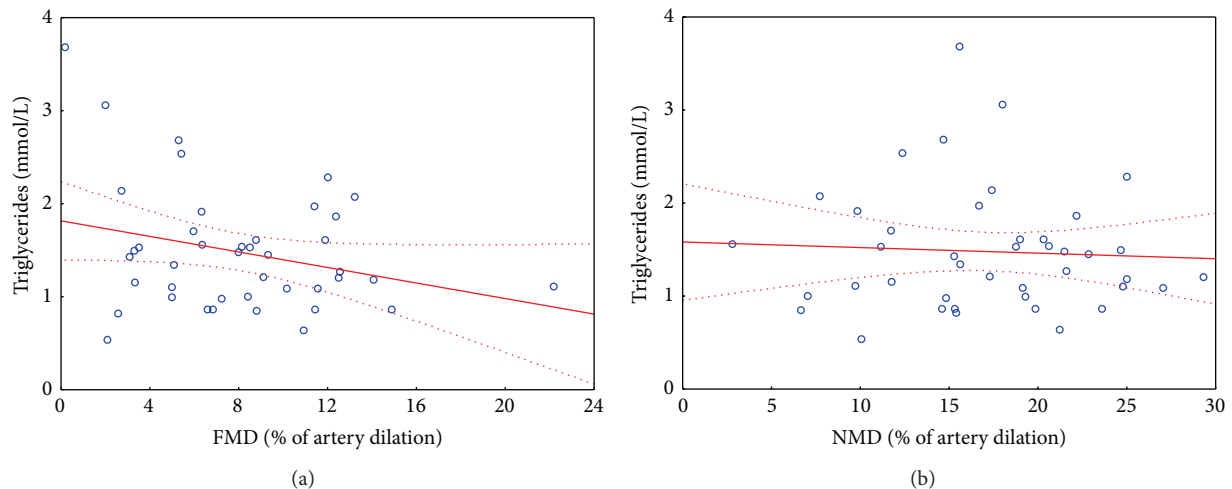 4
3
2
1
0
Triglycerides (mmol/L)
0 4 8 12 16 20 24
FMD (% of artery dilation)
(a)
4
3
2
1
0
Triglycerides (mmol/L)
0 5 10 15 20 25 30
NMD (% of artery dilation)
(b)